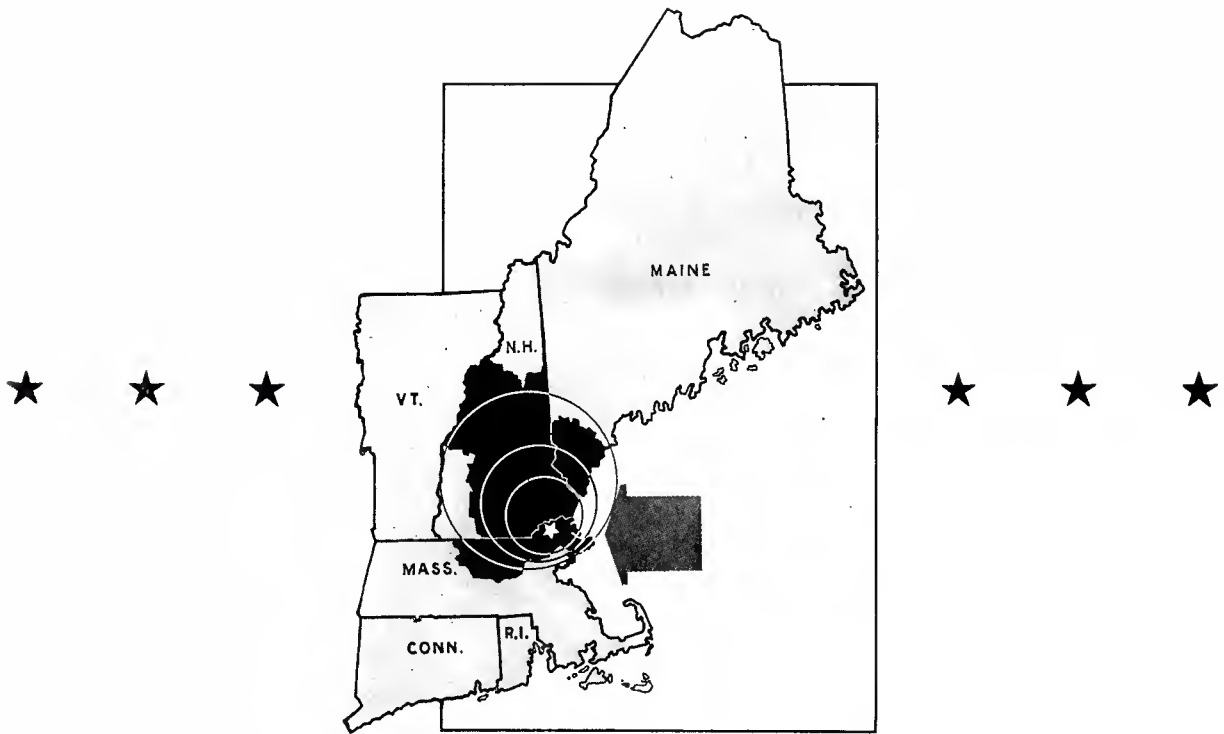 MAINE
N.H.
VT.
MASS.
CONN.
R.I.